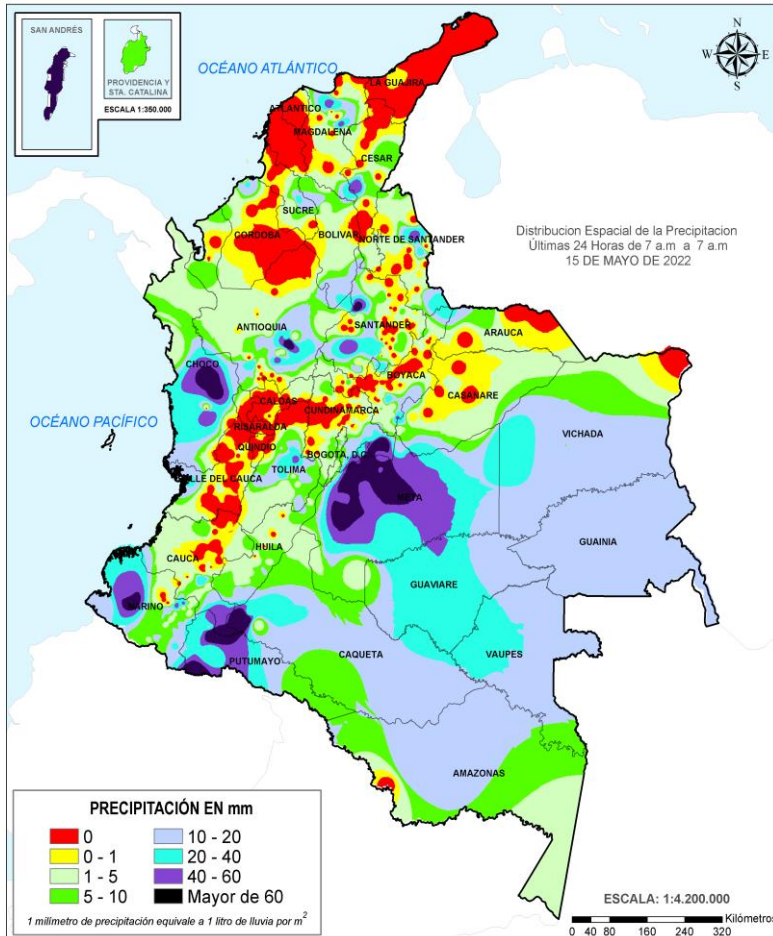 SAN ANDRÉS
PROVIDENCIA Y
STA. CATALINA
ESCALA 1:350.000
OCÉANO ATLÁNTICO
N
W
E
S
LA GUAJIRA
ATLANTICO
MAGDALENA
CESAR
SUCRE
CORDOBA
BOLIVAR
NORTE DE SANTANDER
Distribucion Espacial de la Precipitacion
Últimas 24 Horas de 7 a.m a 7 a.m
15 DE MAYO DE 2022
ANTIOQUIA
SANTANDER
ARAUCA
CHOCO
BOYACA
CASANARE
CALDAS
CUNDINAMARCA
OCÉANO PACÍFICO
RISARALDA
QUINDIO
BOGOTA, D.C.
VICHADA
TOLIMA
VALLE DEL CAUCA
META
GUAINIA
HUILA
CAUCA
GUAVIARE
NARIÑO
CAQUETA
VAUPES
PUTUMAYO
AMAZONAS
PRECIPITACIÓN EN mm
0
10 - 20
0 - 1
20 - 40
1 - 5
40 - 60
5 - 10
Mayor de 60
1 milímetro de precipitación equivale a 1 litro de lluvia por m²
ESCALA: 1:4.200.000
Kilómetros
0 40 80 160 240 320